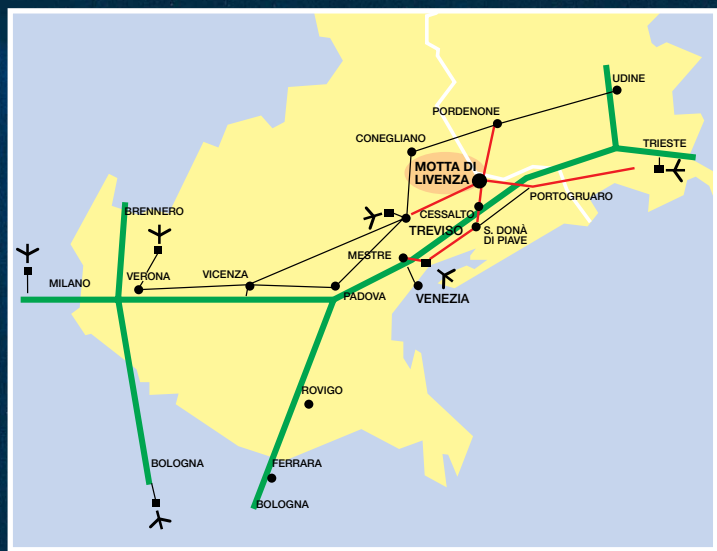 UDINE
PORDENONE
CONEGLIANO
TRIESTE
MOTTA DI
LIVENZA
PORTOGRUARO
BRENNERO
CESSALTO
TREVISO
S. DONÀ
DI PIAVE
MESTRE
VERONA
VICENZA
MILANO
PADOVA
VENEZIA
ROVIGO
BOLOGNA
FERRARA
BOLOGNA